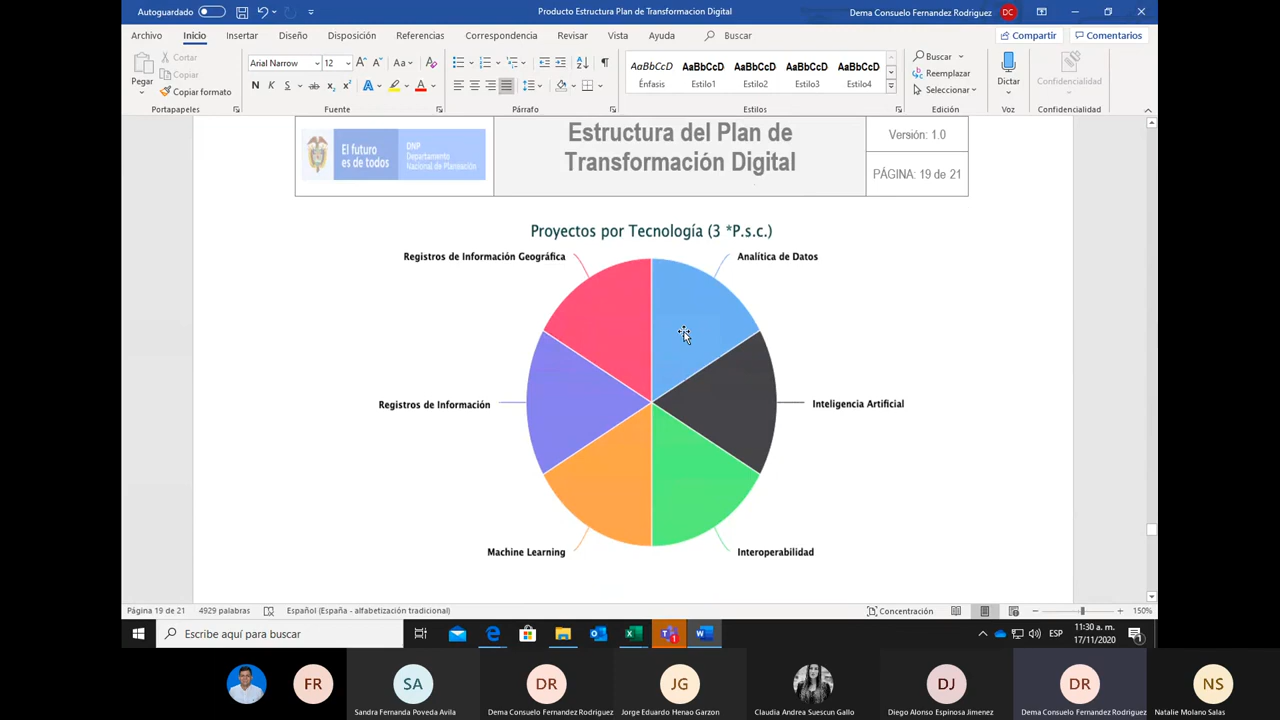 Autoguardado
Producto Estructura Plan de Transformacion Digital
Dema Consuelo Fernandez Rodriguez
DC
Archivo Inicio Insertar Diseño Disposición Referencias Correspondencia Revisar Vista Ayuda Buscar
Compartir Comentarios
Pegar
Cortar
Copiar
Copiar formato
Portapapeles
Arial Narrow 12
N K S
Fuente
Párrafo
AaBbCcD AaBbCcD AaBbCcD AaBbCcD AaBbCcD
Énfasis Estilo1 Estilo2 Estilo3 Estilo4
Estilos
Buscar
Reemplazar
Seleccionar
Edición
Dictar
Voz
Confidencialidad
Confidencialidad
El futuro
es de todos
DNP
Departamento
Nacional de Planeación
Estructura del Plan de
Transformación Digital
Versión: 1.0
PÁGINA: 19 de 21
Proyectos por Tecnología (3 *P.s.c.)
Registros de Información Geográfica
Analítica de Datos
Registros de Información
Inteligencia Artificial
Machine Learning
Interoperabilidad
Página 19 de 21 4929 palabras Español (España - alfabetización tradicional)
Concentración
150%
Escribe aquí para buscar
ESP
11:30 a. m.
17/11/2020
FR
SA
Sandra Fernanda Poveda Avila
DR
Dema Consuelo Fernandez Rodriguez
JG
Jorge Eduardo Henao Garzon
Claudia Andrea Suescun Gallo
DJ
Diego Alonso Espinosa Jimenez
DR
Dema Consuelo Fernandez Rodriguez
NS
Natalie Molano Salas